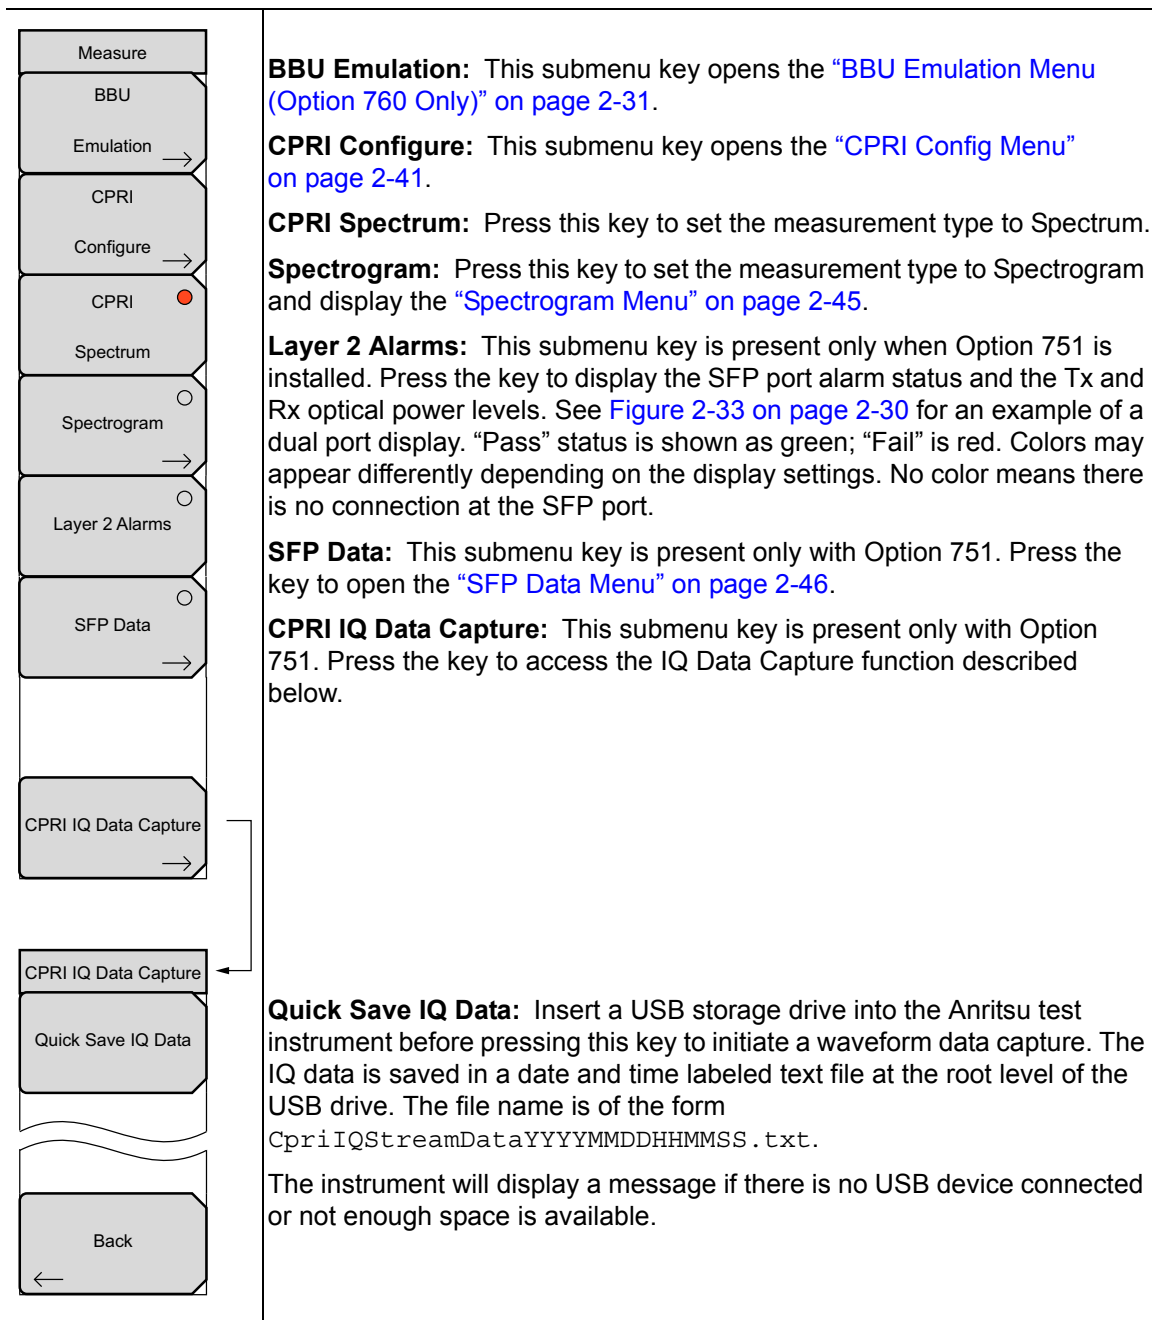 Measure
BBU
Emulation
CPRI
Configure
CPRI
Spectrum
Spectrogram
Layer 2 Alarms
SFP Data
CPRI IQ Data Capture
CPRI IQ Data Capture
Quick Save IQ Data
Back
BBU Emulation: This submenu key opens the “BBU Emulation Menu
(Option 760 Only)” on page 2-31.
CPRI Configure: This submenu key opens the “CPRI Config Menu”
on page 2-41.
CPRI Spectrum: Press this key to set the measurement type to Spectrum.
Spectrogram: Press this key to set the measurement type to Spectrogram
and display the “Spectrogram Menu” on page 2-45.
Layer 2 Alarms: This submenu key is present only when Option 751 is
installed. Press the key to display the SFP port alarm status and the Tx and
Rx optical power levels. See Figure 2-33 on page 2-30 for an example of a
dual port display. “Pass” status is shown as green; “Fail” is red. Colors may
appear differently depending on the display settings. No color means there
is no connection at the SFP port.
SFP Data: This submenu key is present only with Option 751. Press the
key to open the “SFP Data Menu” on page 2-46.
CPRI IQ Data Capture: This submenu key is present only with Option
751. Press the key to access the IQ Data Capture function described
below.
Quick Save IQ Data: Insert a USB storage drive into the Anritsu test
instrument before pressing this key to initiate a waveform data capture. The
IQ data is saved in a date and time labeled text file at the root level of the
USB drive. The file name is of the form
CpriIQStreamDataYYYYMMDDHHMMSS.txt.
The instrument will display a message if there is no USB device connected
or not enough space is available.